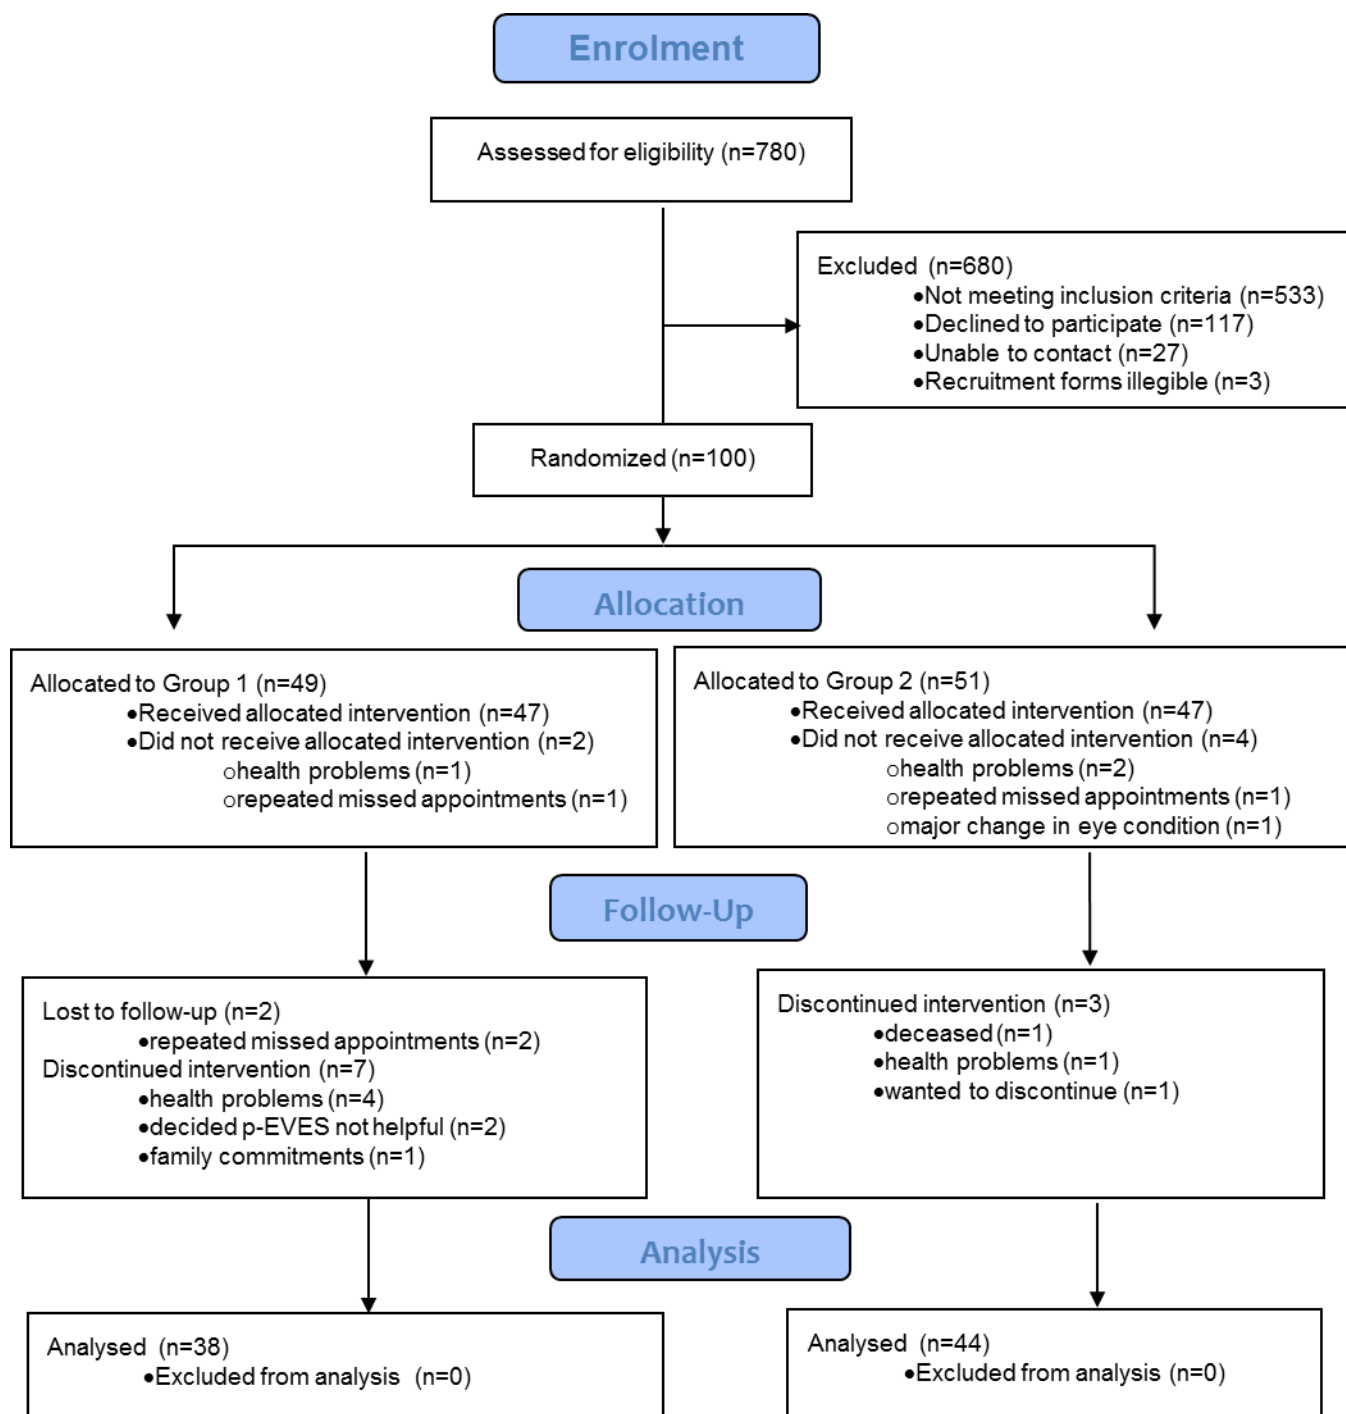 Enrolment
Assessed for eligibility (n=780)
Excluded (n=680)
•Not meeting inclusion criteria (n=533)
•Declined to participate (n=117)
•Unable to contact (n=27)
•Recruitment forms illegible (n=3)
Randomized (n=100)
Allocation
Allocated to Group 1 (n=49)
•Received allocated intervention (n=47)
•Did not receive allocated intervention (n=2)
○health problems (n=1)
○repeated missed appointments (n=1)
Allocated to Group 2 (n=51)
•Received allocated intervention (n=47)
•Did not receive allocated intervention (n=4)
○health problems (n=2)
○repeated missed appointments (n=1)
○major change in eye condition (n=1)
Follow-Up
Lost to follow-up (n=2)
•repeated missed appointments (n=2)
Discontinued intervention (n=7)
•health problems (n=4)
•decided p-EVES not helpful (n=2)
•family commitments (n=1)
Discontinued intervention (n=3)
•deceased (n=1)
•health problems (n=1)
•wanted to discontinue (n=1)
Analysis
Analysed (n=38)
•Excluded from analysis (n=0)
Analysed (n=44)
•Excluded from analysis (n=0)